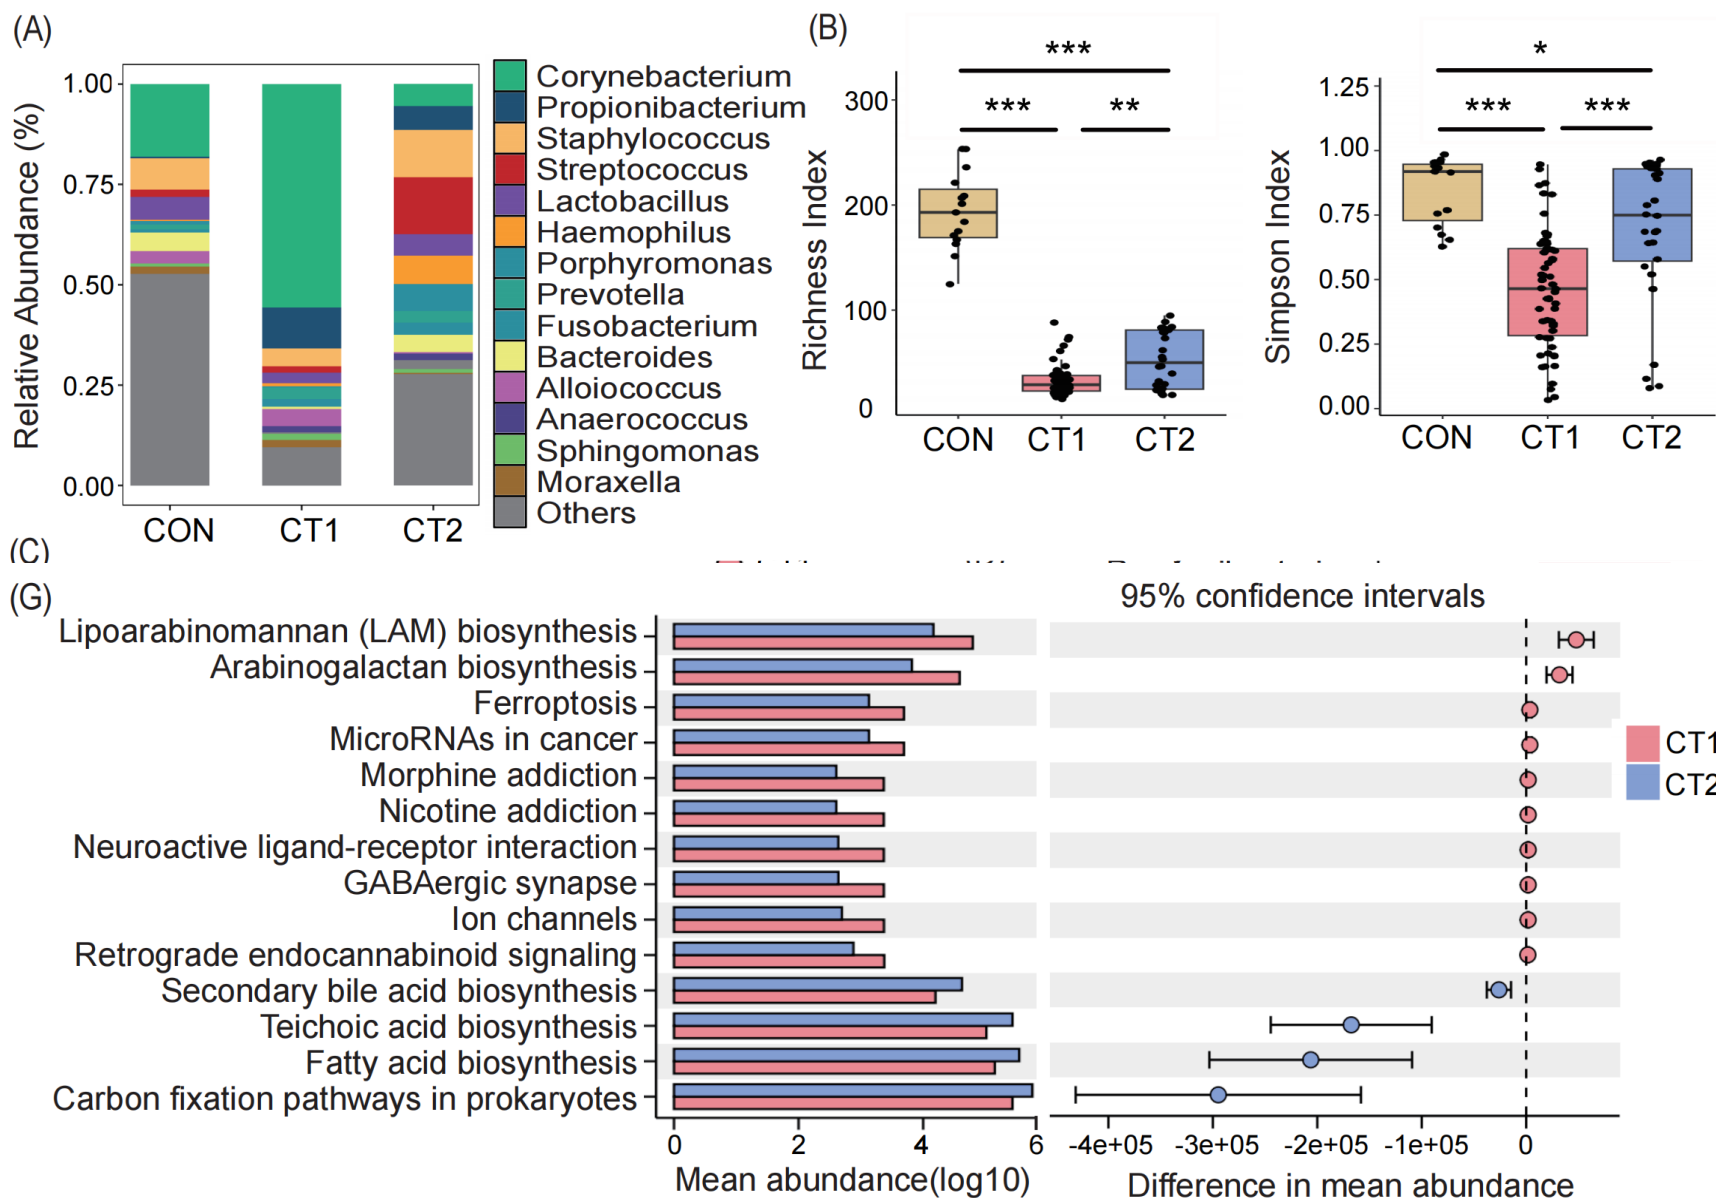 (A)
Relative Abundance (%)
1.00
0.75
0.50
0.25
0.00
CON CT1 CT2
Corynebacterium
Propionibacterium
Staphylococcus
Streptococcus
Lactobacillus
Haemophilus
Porphyromonas
Prevotella
Fusobacterium
Bacteroides
Alloiococcus
Anaerococcus
Sphingomonas
Moraxella
Others
(B)
Richness Index
300
200
100
0
***
*** **
CON CT1 CT2
Simpson Index
1.25
1.00
0.75
0.50
0.25
0.00
*
*** ***
CON CT1 CT2
(C)
(G)
95% confidence intervals
Lipoarabinomannan (LAM) biosynthesis
Arabinogalactan biosynthesis
Ferroptosis
MicroRNAs in cancer
Morphine addiction
Nicotine addiction
Neuroactive ligand-receptor interaction
GABAergic synapse
Ion channels
Retrograde endocannabinoid signaling
Secondary bile acid biosynthesis
Teichoic acid biosynthesis
Fatty acid biosynthesis
Carbon fixation pathways in prokaryotes
0 2 4 6
Mean abundance(log10)
-4e+05 -3e+05 -2e+05 -1e+05 0
Difference in mean abundance
CT1
CT2